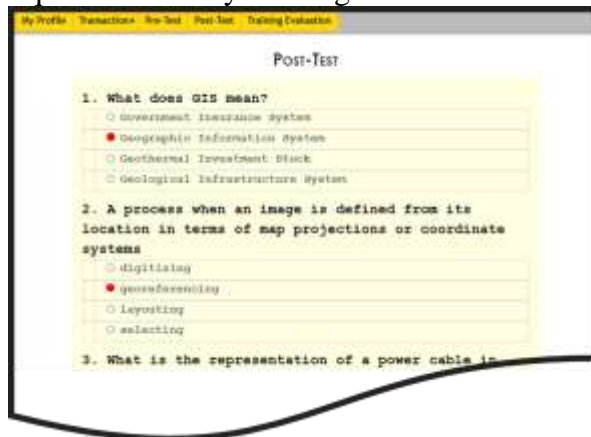 My Profile Transaction+ Pre-Test Post-Test Training Evaluation
Post-Test
1. What does GIS mean?
Government Insurance System
Geographic Information System
Geothermal Investment Stock
Geological Infrastructure System
2. A process when an image is defined from its
location in terms of map projections or coordinate
systems
digitizing
georeferencing
layouting
selecting
3. What is the representation of a power cable in